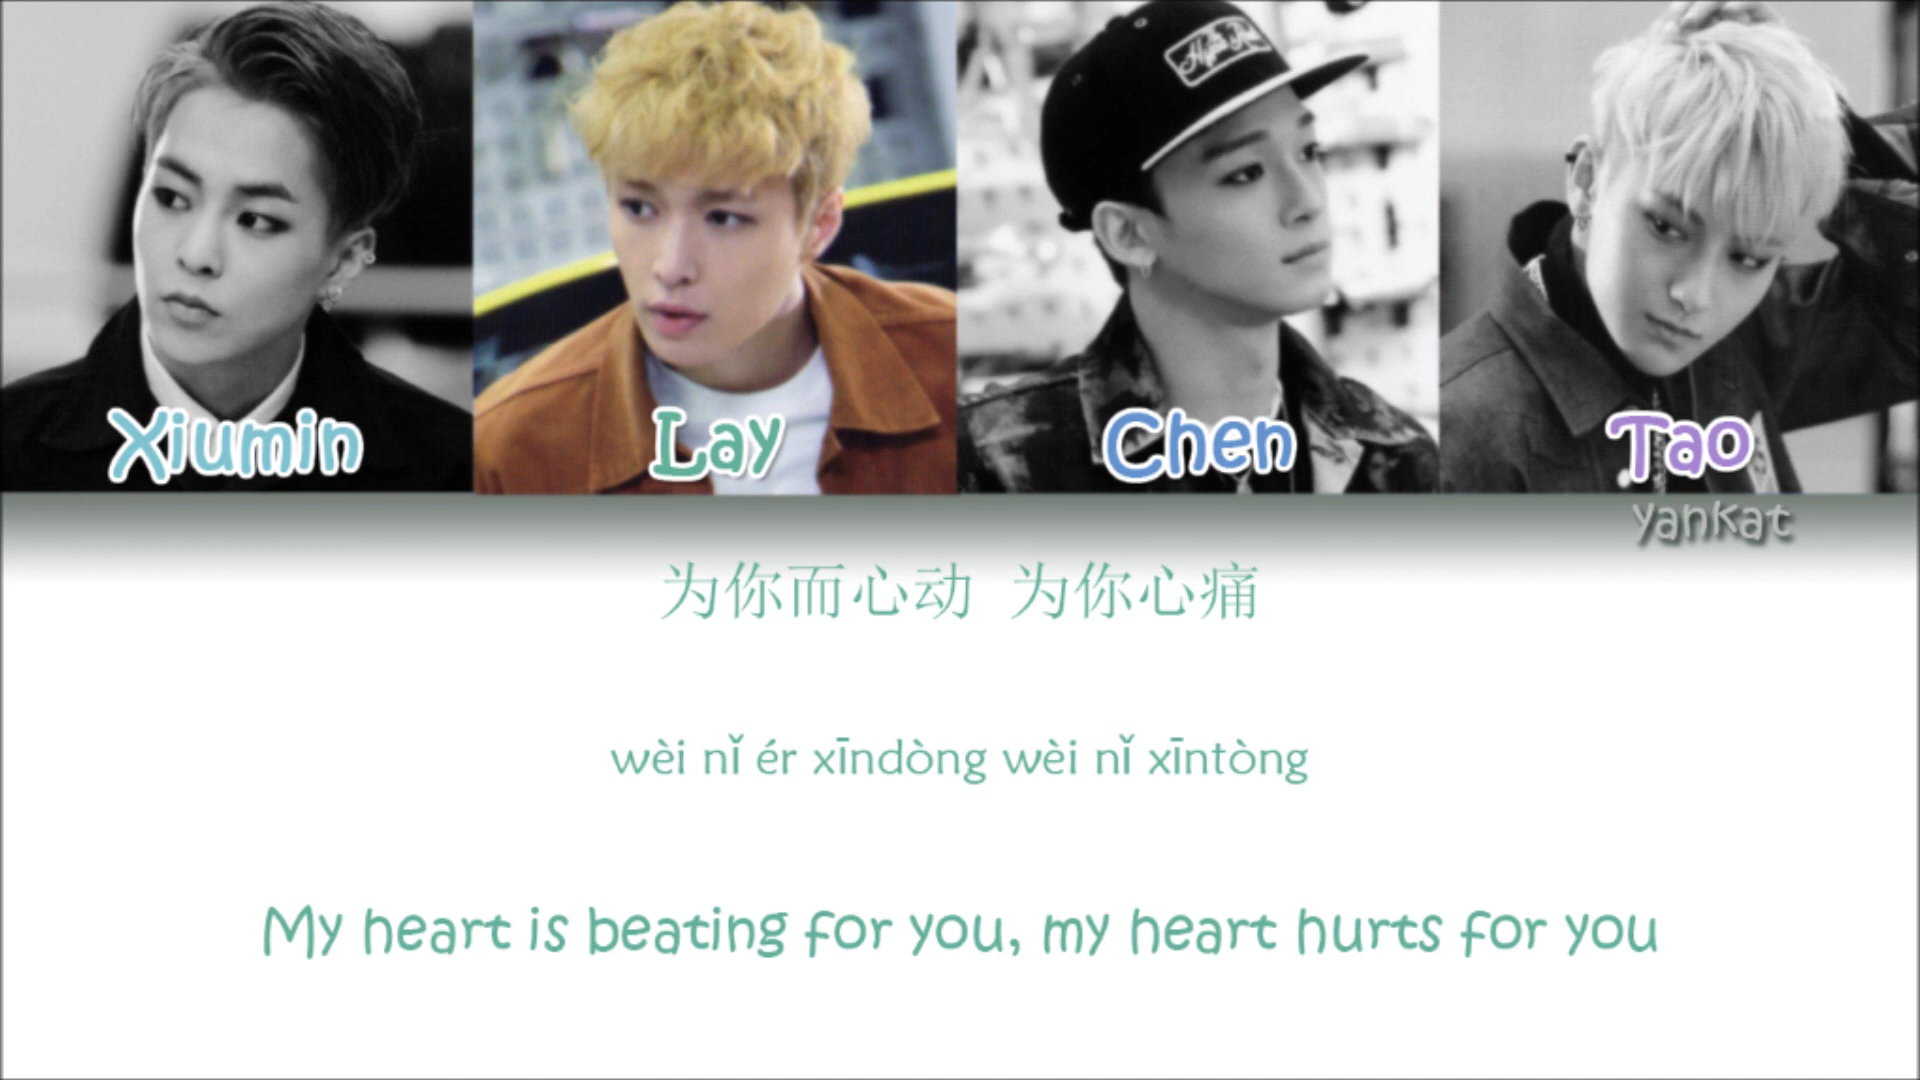 Xiumin
Lay
Chen
Tao
yankat
为你而心动 为你心痛
wèi nǐ ér xīndòng wèi nǐ xīntòng
My heart is beating for you, my heart hurts for you